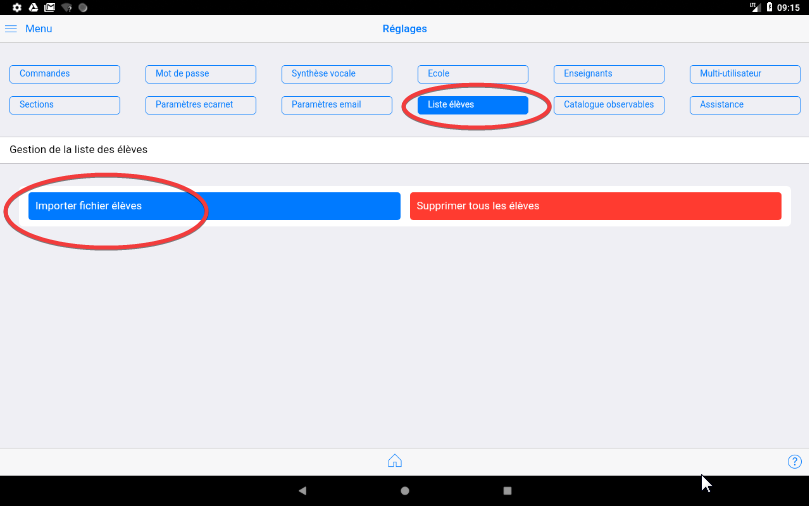 LTE 09:15
Menu
Réglages
Commandes
Mot de passe
Synthèse vocale
Ecole
Enseignants
Multi-utilisateur
Sections
Paramètres ecarnet
Paramètres email
Liste élèves
Catalogue observables
Assistance
Gestion de la liste des élèves
Importer fichier élèves
Supprimer tous les élèves
?